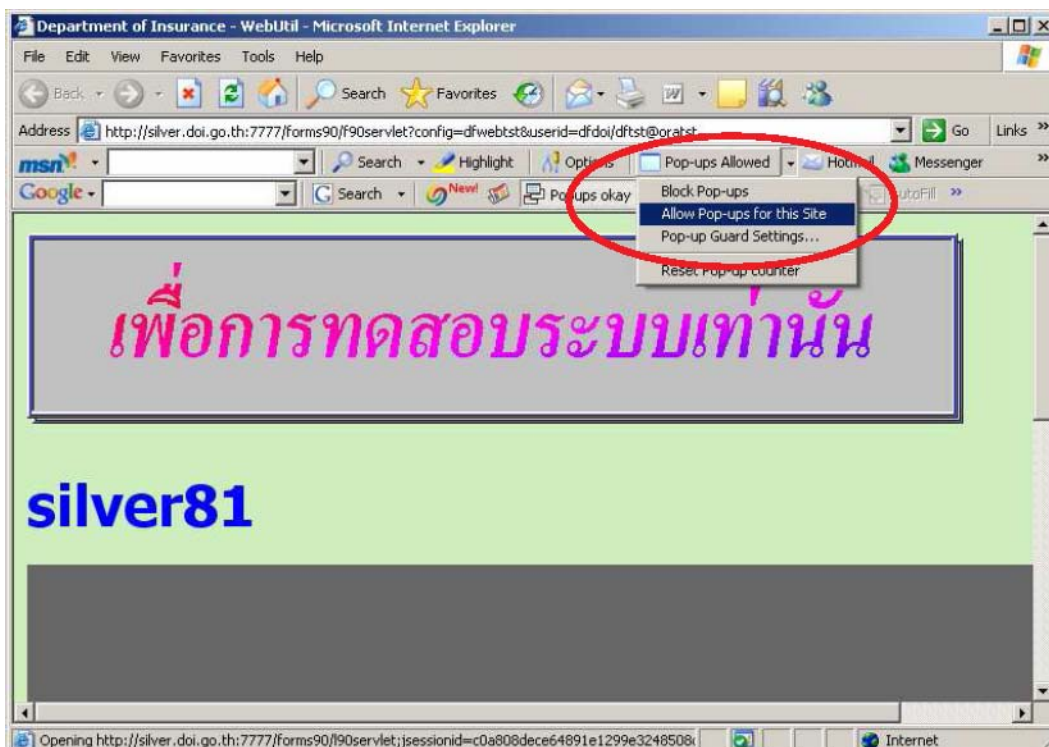 Department of Insurance - WebUtil - Microsoft Internet Explorer
File Edit View Favorites Tools Help
Back Search Favorites
Address http://silver.doi.go.th:7777/forms90/f90servlet?config=dfwebtst&userid=dfdoi/dftst@oratst Go Links
msn Search Highlight Options Pop-ups Allowed Hotmail Messenger
Google Search New! Popups okay AutoFill
Block Pop-ups
Allow Pop-ups for this Site
Pop-up Guard Settings...
Reset Pop-up counter
เพื่อการทดสอบระบบเท่านั้น
silver81
Opening http://silver.doi.go.th:7777/forms90/l90servlet;jsessionid=c0a808dece64891e1299e3248508 Internet